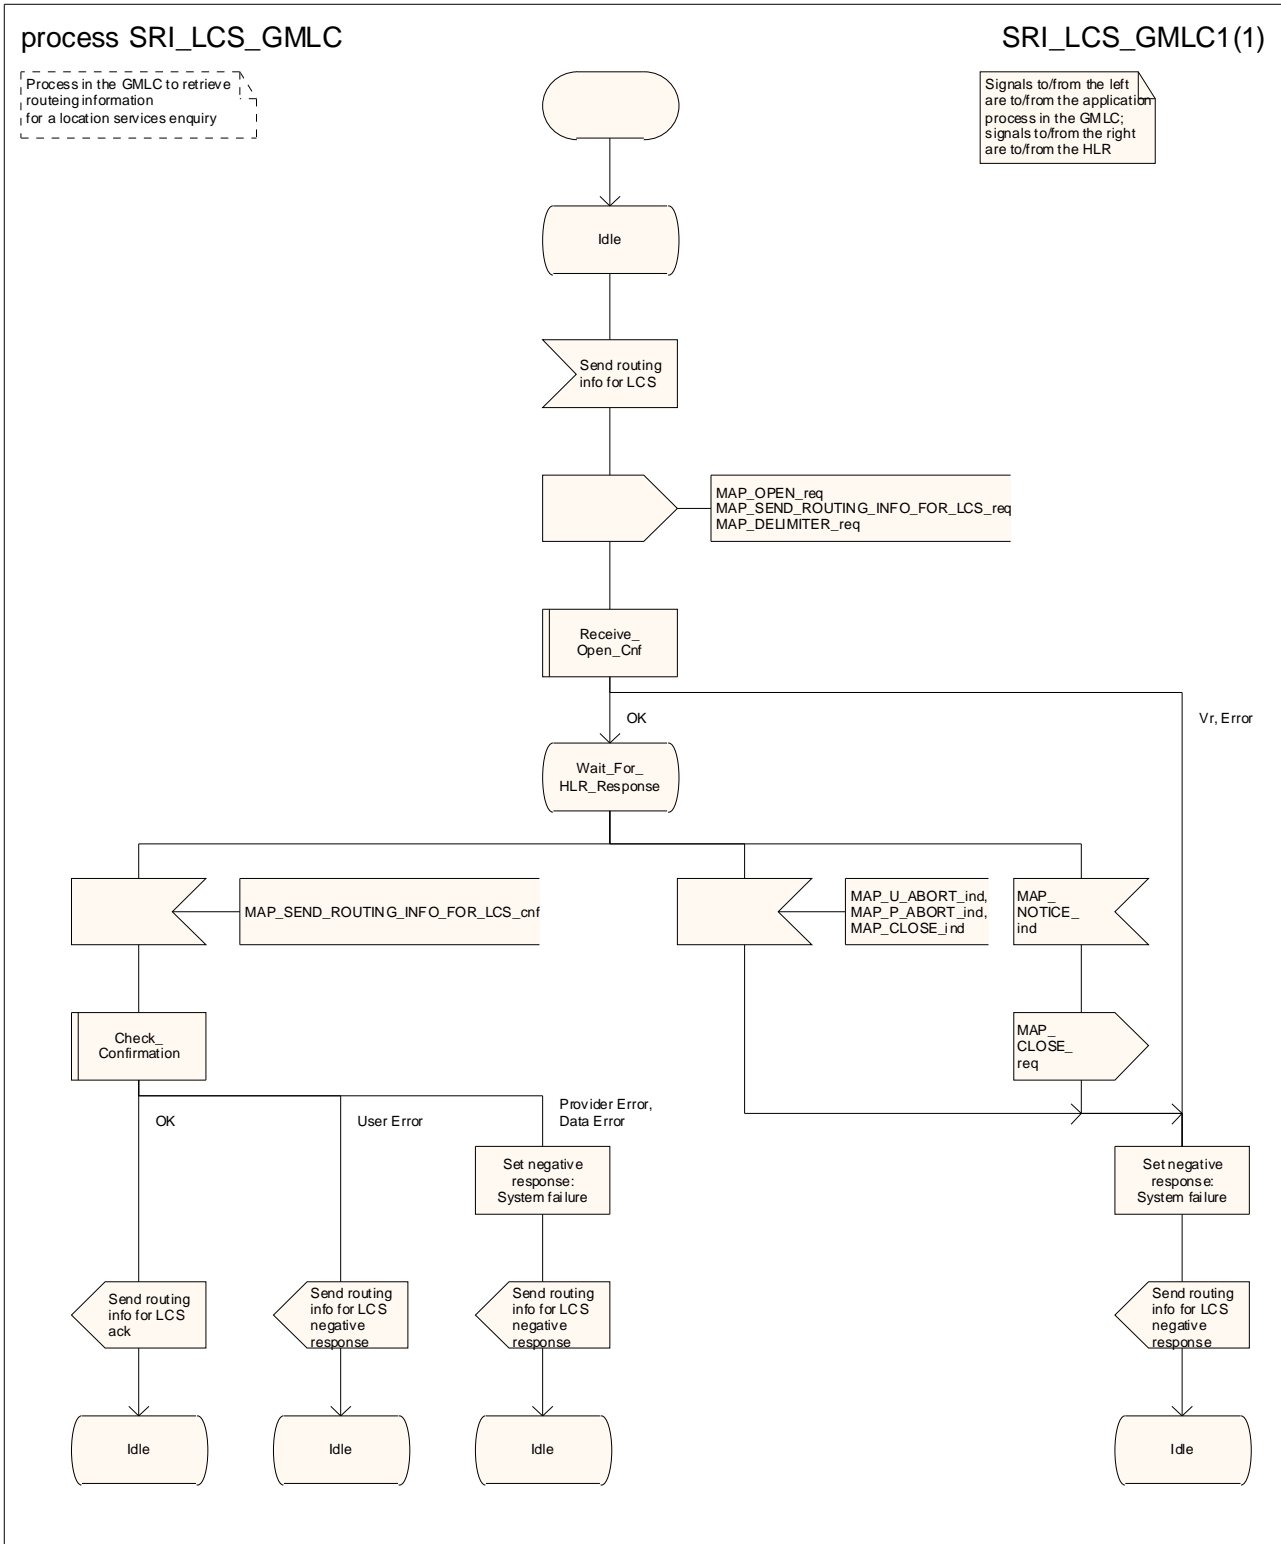 process SRI_LCS_GMLC
SRI_LCS_GMLC1(1)
Process in the GMLC to retrieve
routeing information
for a location services enquiry
Signals to/from the left
are to/from the application
process in the GMLC;
signals to/from the right
are to/from the HLR
Idle
Send routing
info for LCS
MAP_OPEN_req
MAP_SEND_ROUTING_INFO_FOR_LCS_req
MAP_DELIMITER_req
Receive_
Open_Cnf
OK
Vr, Error
Wait_For_
HLR_Response
MAP_SEND_ROUTING_INFO_FOR_LCS_cnf
MAP_U_ABORT_ind,
MAP_P_ABORT_ind,
MAP_CLOSE_ind
MAP_
NOTICE_
ind
Check_
Confirmation
MAP_
CLOSE_
req
OK
User Error
Provider Error,
Data Error
Set negative
response:
System failure
Set negative
response:
System failure
Send routing
info for LCS
ack
Send routing
info for LCS
negative
response
Send routing
info for LCS
negative
response
Send routing
info for LCS
negative
response
Idle
Idle
Idle
Idle